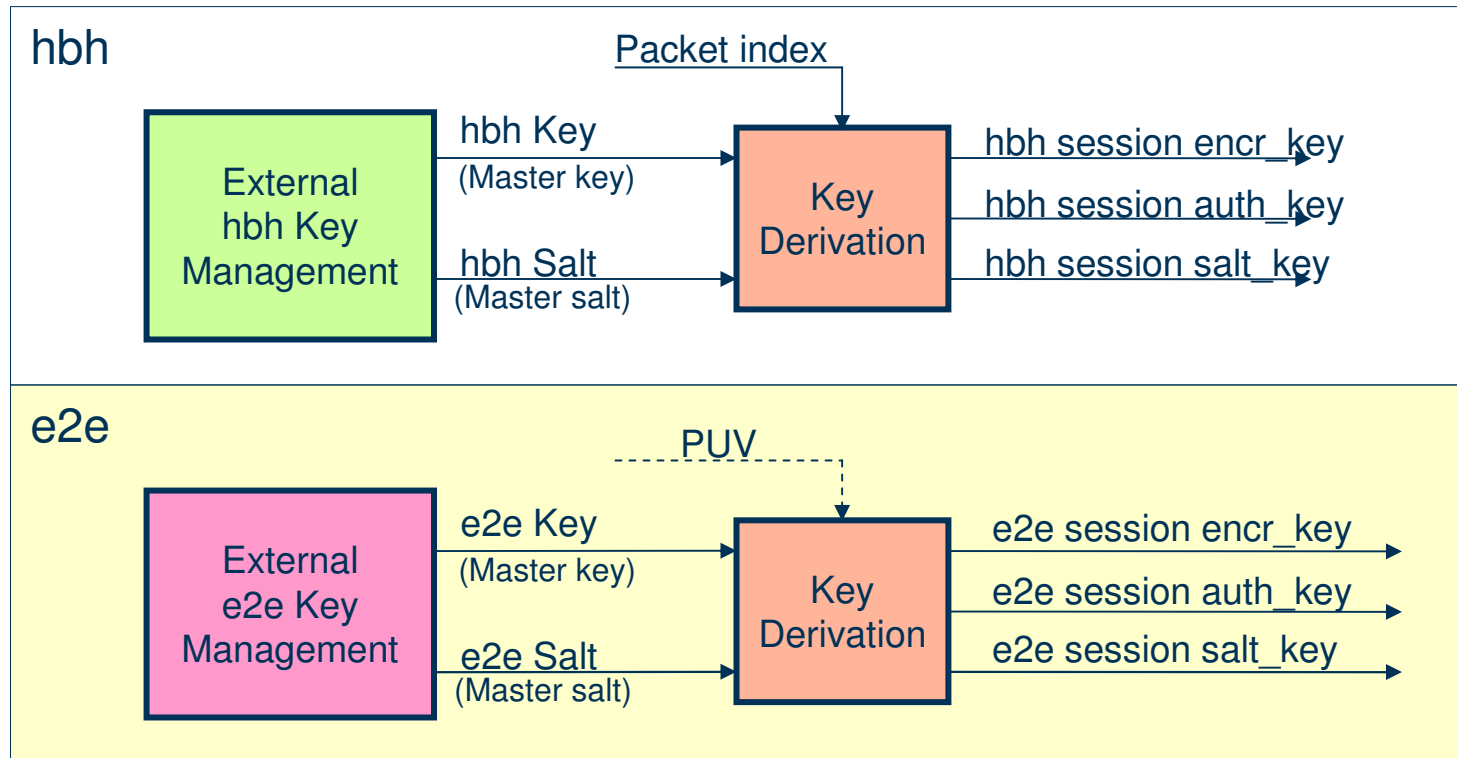 hbh
Packet index
External
hbh Key
Management
hbh Key
(Master key)
hbh Salt
(Master salt)
Key
Derivation
hbh session encr_key
hbh session auth_key
hbh session salt_key
e2e
PUV
External
e2e Key
Management
e2e Key
(Master key)
e2e Salt
(Master salt)
Key
Derivation
e2e session encr_key
e2e session auth_key
e2e session salt_key